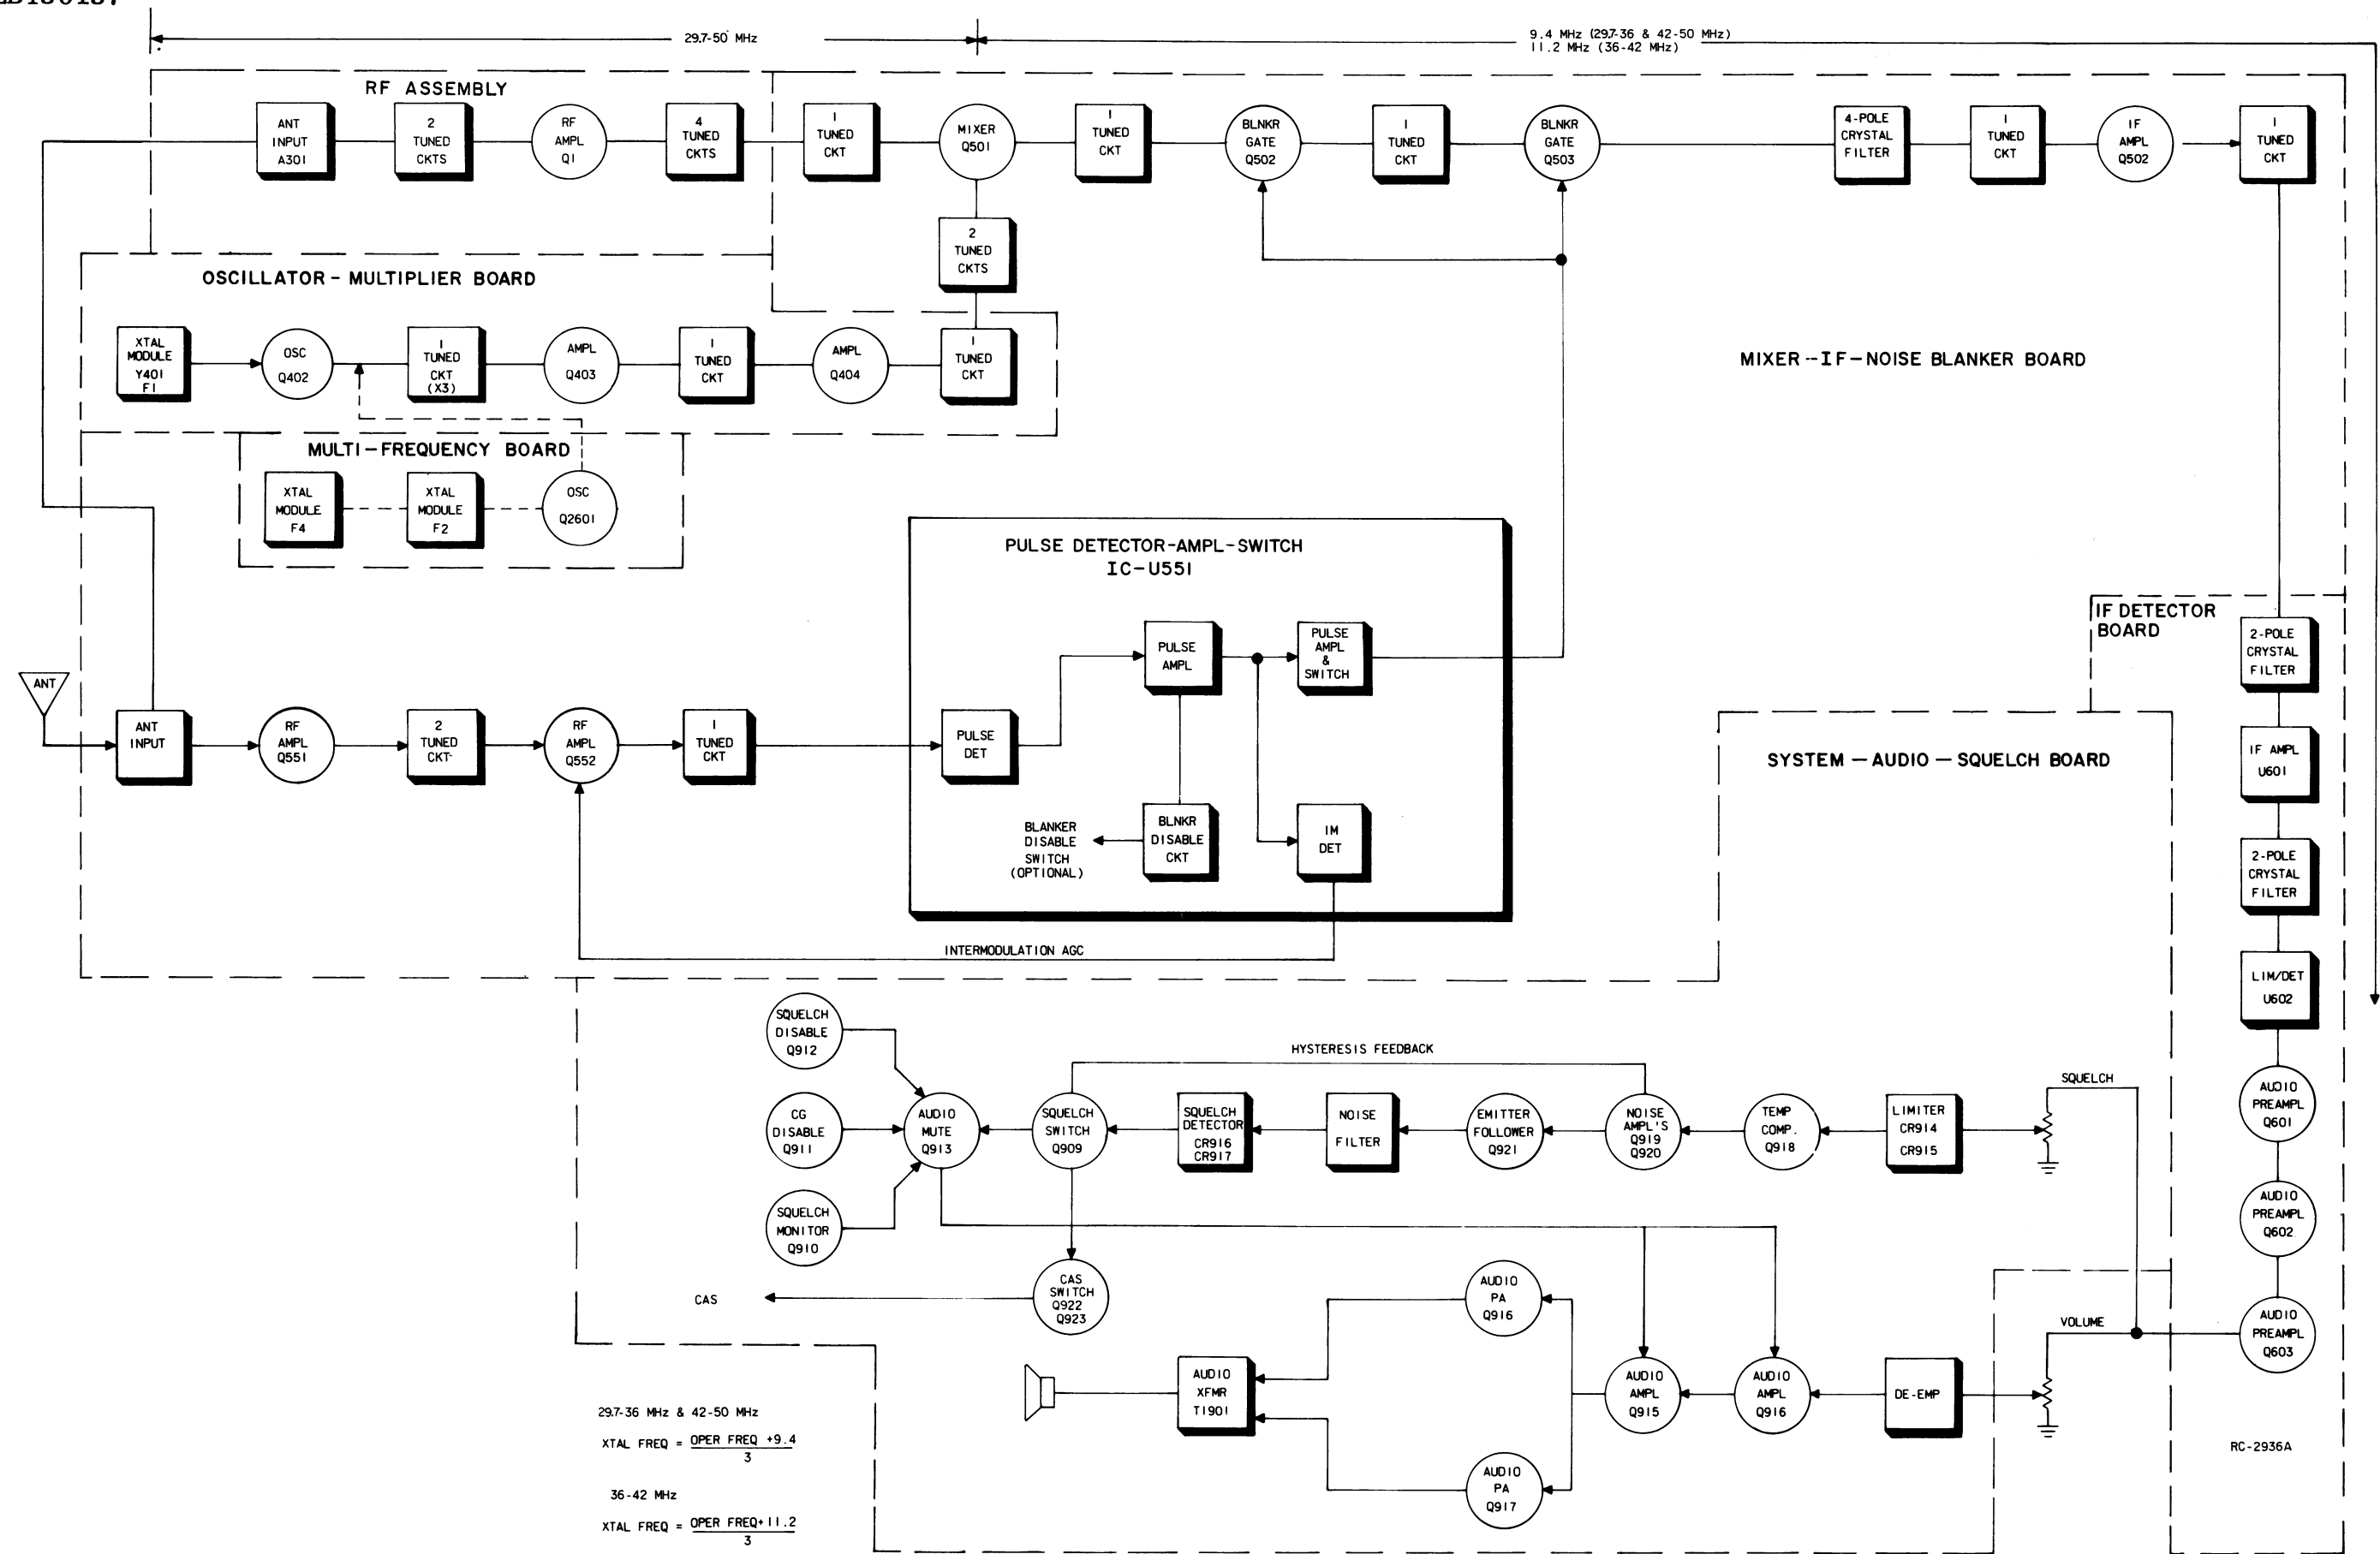 29.7-50 MHz
9.4 MHz (29.7-36 & 42-50 MHz)
11.2 MHz (36-42 MHz)
RF ASSEMBLY
ANT
INPUT
A301
2
TUNED
CKTS
RF
AMPL
Q1
4
TUNED
CKTS
1
TUNED
CKT
MIXER
Q501
1
TUNED
CKT
BLNKR
GATE
Q502
1
TUNED
CKT
BLNKR
GATE
Q503
4-POLE
CRYSTAL
FILTER
1
TUNED
CKT
IF
AMPL
Q502
1
TUNED
CKT
2
TUNED
CKTS
OSCILLATOR - MULTIPLIER BOARD
XTAL
MODULE
Y401
F1
OSC
Q402
1
TUNED
CKT
(X3)
AMPL
Q403
1
TUNED
CKT
AMPL
Q404
1
TUNED
CKT
MIXER--IF-NOISE BLANKER BOARD
MULTI-FREQUENCY BOARD
XTAL
MODULE
F4
XTAL
MODULE
F2
OSC
Q2601
PULSE DETECTOR-AMPL-SWITCH
IC-U551
PULSE
AMPL
PULSE
AMPL
&
SWITCH
IF DETECTOR
BOARD
2-POLE
CRYSTAL
FILTER
ANT
ANT
INPUT
RF
AMPL
Q551
2
TUNED
CKT
RF
AMPL
Q552
1
TUNED
CKT
PULSE
DET
SYSTEM - AUDIO - SQUELCH BOARD
IF AMPL
U601
BLANKER
DISABLE
SWITCH
(OPTIONAL)
BLNKR
DISABLE
CKT
IM
DET
2-POLE
CRYSTAL
FILTER
INTERMODULATION AGC
LIM/DET
U602
SQUELCH
DISABLE
Q912
HYSTERESIS FEEDBACK
CG
DISABLE
Q911
AUDIO
MUTE
Q913
SQUELCH
SWITCH
Q909
SQUELCH
DETECTOR
CR916
CR917
NOISE
FILTER
EMITTER
FOLLOWER
Q921
NOISE
AMPL'S
Q919
Q920
TEMP
COMP.
Q918
LIMITER
CR914
CR915
SQUELCH
AUDIO
PREAMPL
Q601
SQUELCH
MONITOR
Q910
AUDIO
PREAMPL
Q602
CAS
CAS
SWITCH
Q922
Q923
AUDIO
PA
Q916
VOLUME
AUDIO
PREAMPL
Q603
AUDIO
XFMR
T1901
AUDIO
AMPL
Q915
AUDIO
AMPL
Q916
DE-EMP
29.7-36 MHz & 42-50 MHz
XTAL FREQ = OPER FREQ +9.4
3
AUDIO
PA
Q917
RC-2936A
36-42 MHz
XTAL FREQ = OPER FREQ+11.2
3